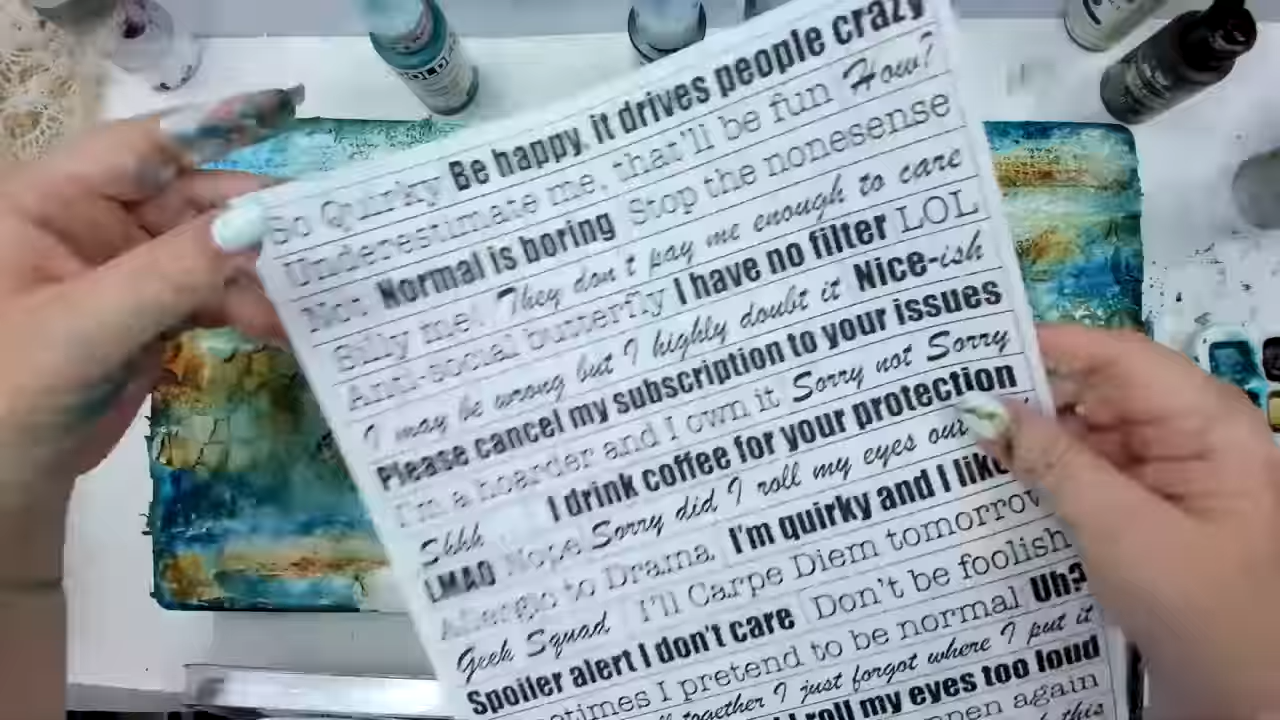 GOLD
So Quirky Be happy, it drives people crazy
Underestimate me, that'll be fun How?
Not Normal is boring Stop the nonesense
Silly me! They don't pay me enough to care
Anti-social butterfly I have no filter LOL
I may be wrong but I highly doubt it Nice-ish
Please cancel my subscription to your issues
I'm a hoarder and I own it Sorry not Sorry
Shhh I drink coffee for your protection
LMAO Nope Sorry did I roll my eyes out
Allergic to Drama. I'm quirky and I like
Geek Squad I'll Carpe Diem tomorrow
Spoiler alert I don't care Don't be foolish
times I pretend to be normal Uh?
together I just forgot where I put it
I roll my eyes too loud
again
this